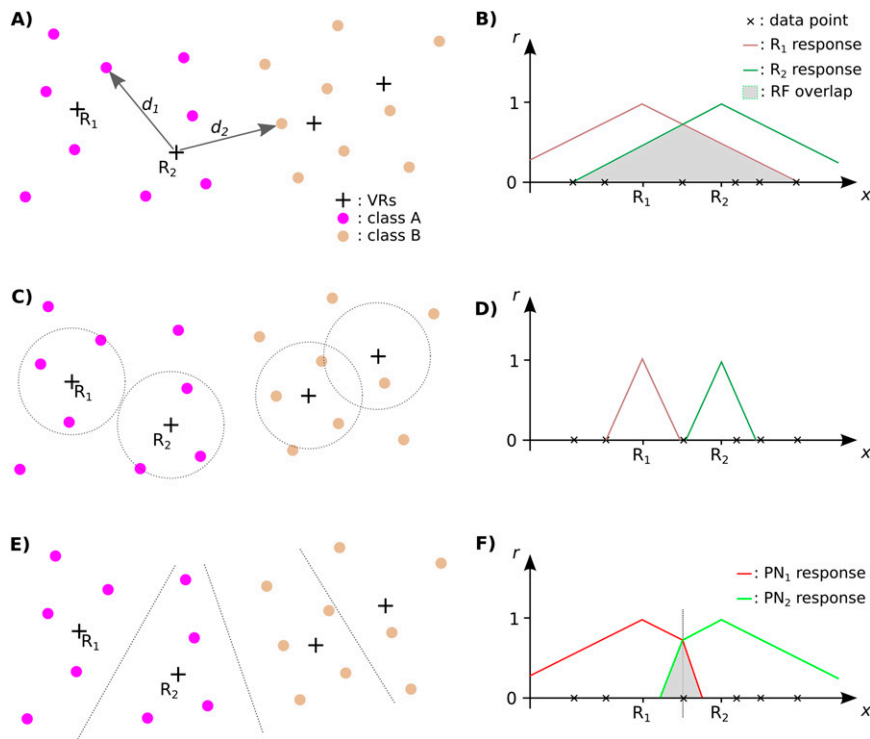 A)
R1
d1
d2
R2
+ : VRs
: class A
: class B
B)
r
× : data point
: R1 response
: R2 response
: RF overlap
1
0
R1
R2
x
C)
R1
R2
D)
r
1
0
R1
R2
x
E)
R1
R2
F)
r
: PN1 response
: PN2 response
1
0
R1
R2
x